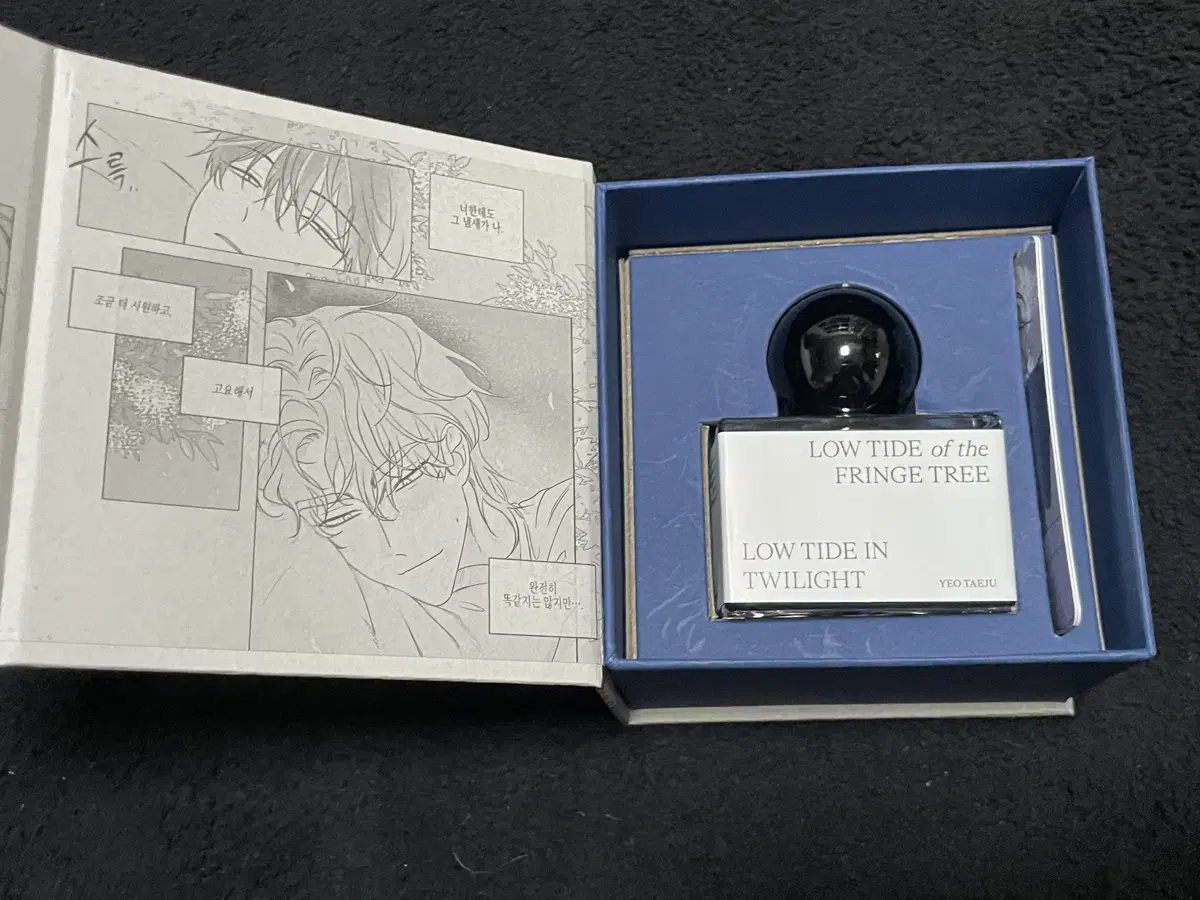 스륵..
너한테도
그 냄새가 나.
조금 더 시원하고,
고요해서
완전히
똑같지는 않지만….
LOW TIDE of the
FRINGE TREE
LOW TIDE IN
TWILIGHT
YEO TAEJU